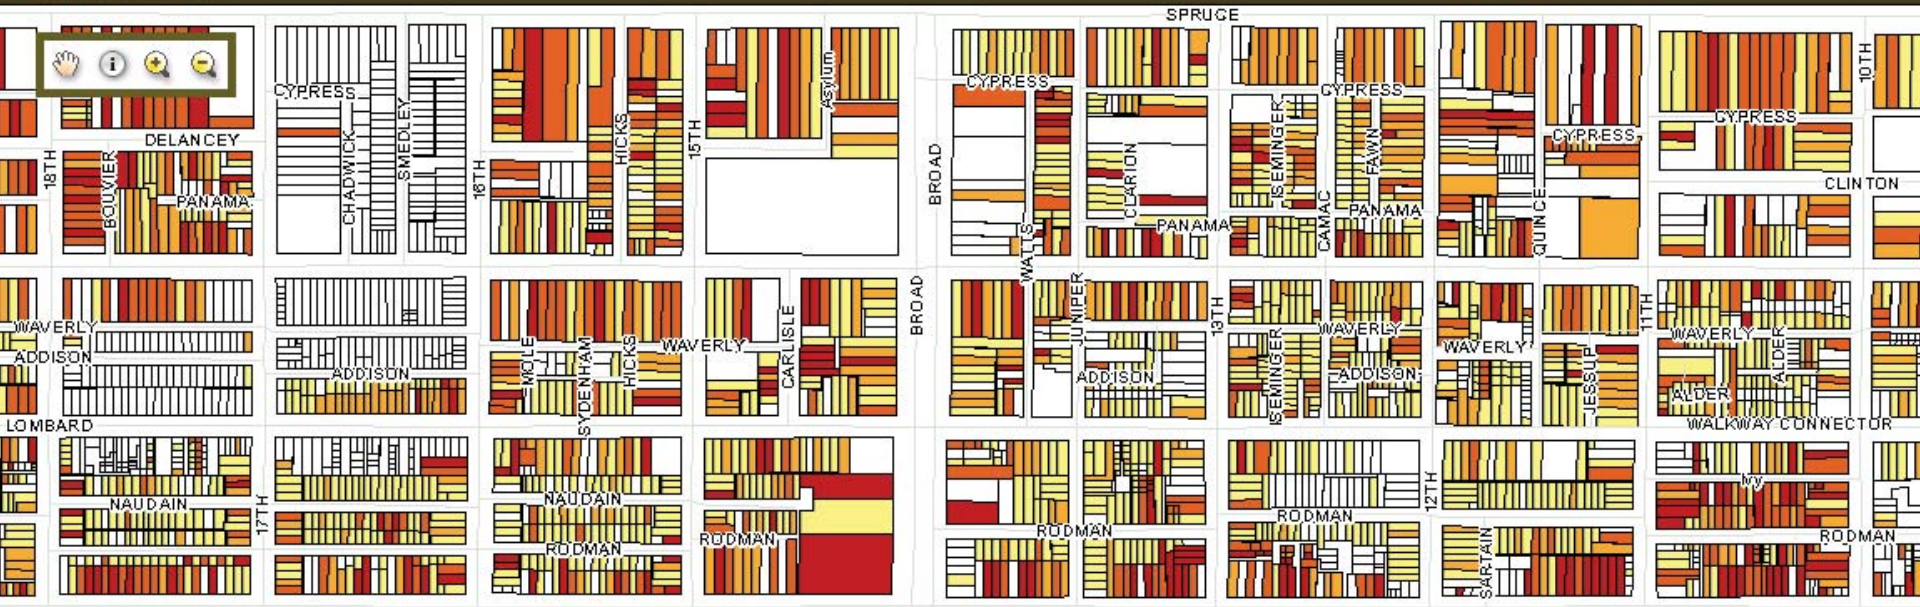 SPRUCE
Asylum
10TH
CYPRESS
CYPRESS
CYPRESS
CYPRESS
CYPRESS
DELANCEY
18TH
BOUVIER
PANAMA
CHADWICK
SMEDLEY
16TH
HICKS
15TH
BROAD
WATTS
CLARION
PANAMA
ISEMINGER
CAMAC
FAWN
PANAMA
QUINCE
CLINTON
WAVERLY
ADDISON
ADDISON
MOLE
SYDENHAM
HICKS
WAVERLY
CARLISLE
BROAD
JUNIPER
ADDISON
13TH
ISEMINGER
WAVERLY
ADDISON
WAVERLY
JESSUP
11TH
WAVERLY
ALDER
ALDER
LOMBARD
WALKWAY CONNECTOR
NAUDAIN
17TH
NAUDAIN
RODMAN
RODMAN
RODMAN
RODMAN
12TH
SARTAIN
Ivy
RODMAN